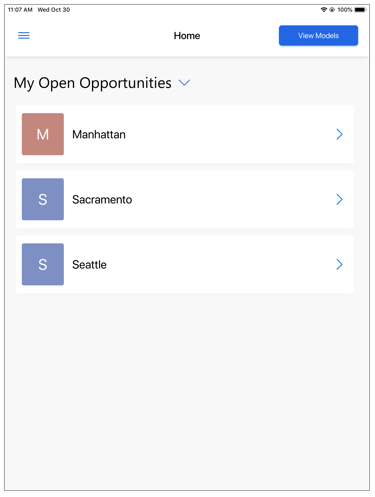 11:07 AM Wed Oct 30
100%
Home
View Models
My Open Opportunities
M
Manhattan
S
Sacramento
S
Seattle